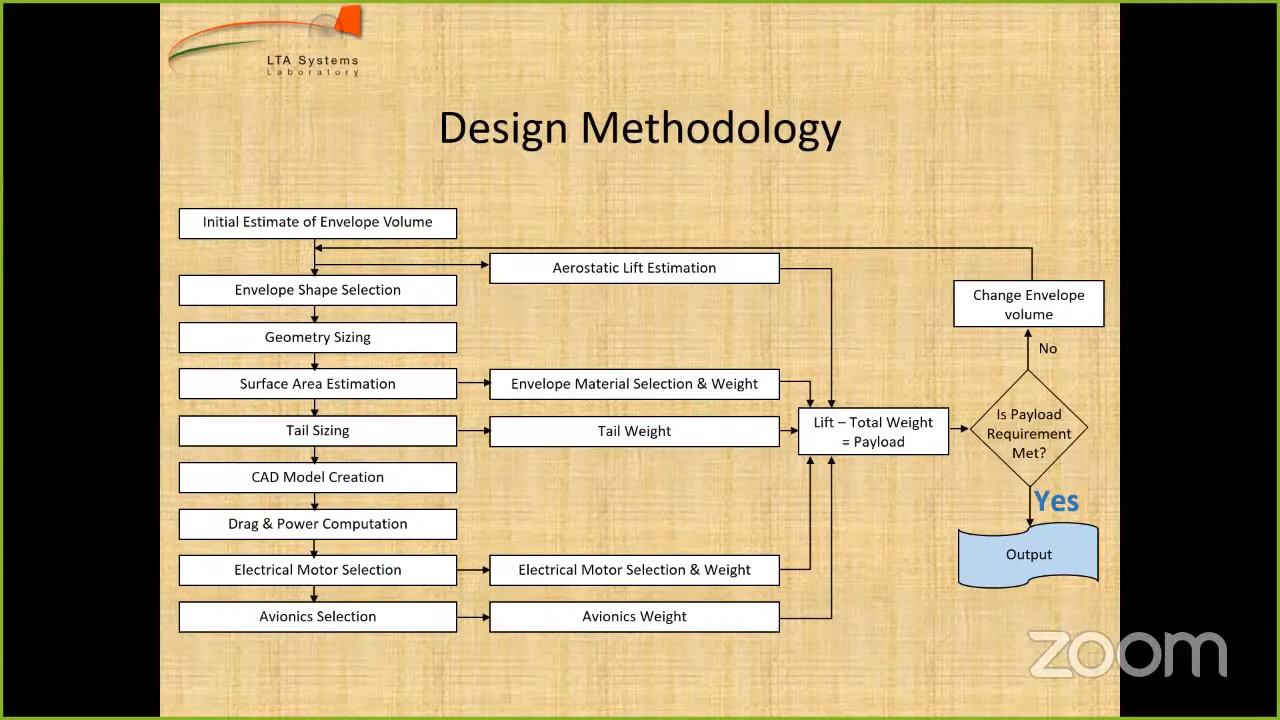 LTA Systems
Laboratory
Design Methodology
Initial Estimate of Envelope Volume
Aerostatic Lift Estimation
Envelope Shape Selection
Change Envelope
volume
Geometry Sizing
No
Surface Area Estimation
Envelope Material Selection & Weight
Tail Sizing
Tail Weight
Lift – Total Weight
= Payload
Is Payload
Requirement
Met?
CAD Model Creation
Yes
Drag & Power Computation
Output
Electrical Motor Selection
Electrical Motor Selection & Weight
Avionics Selection
Avionics Weight
zoom